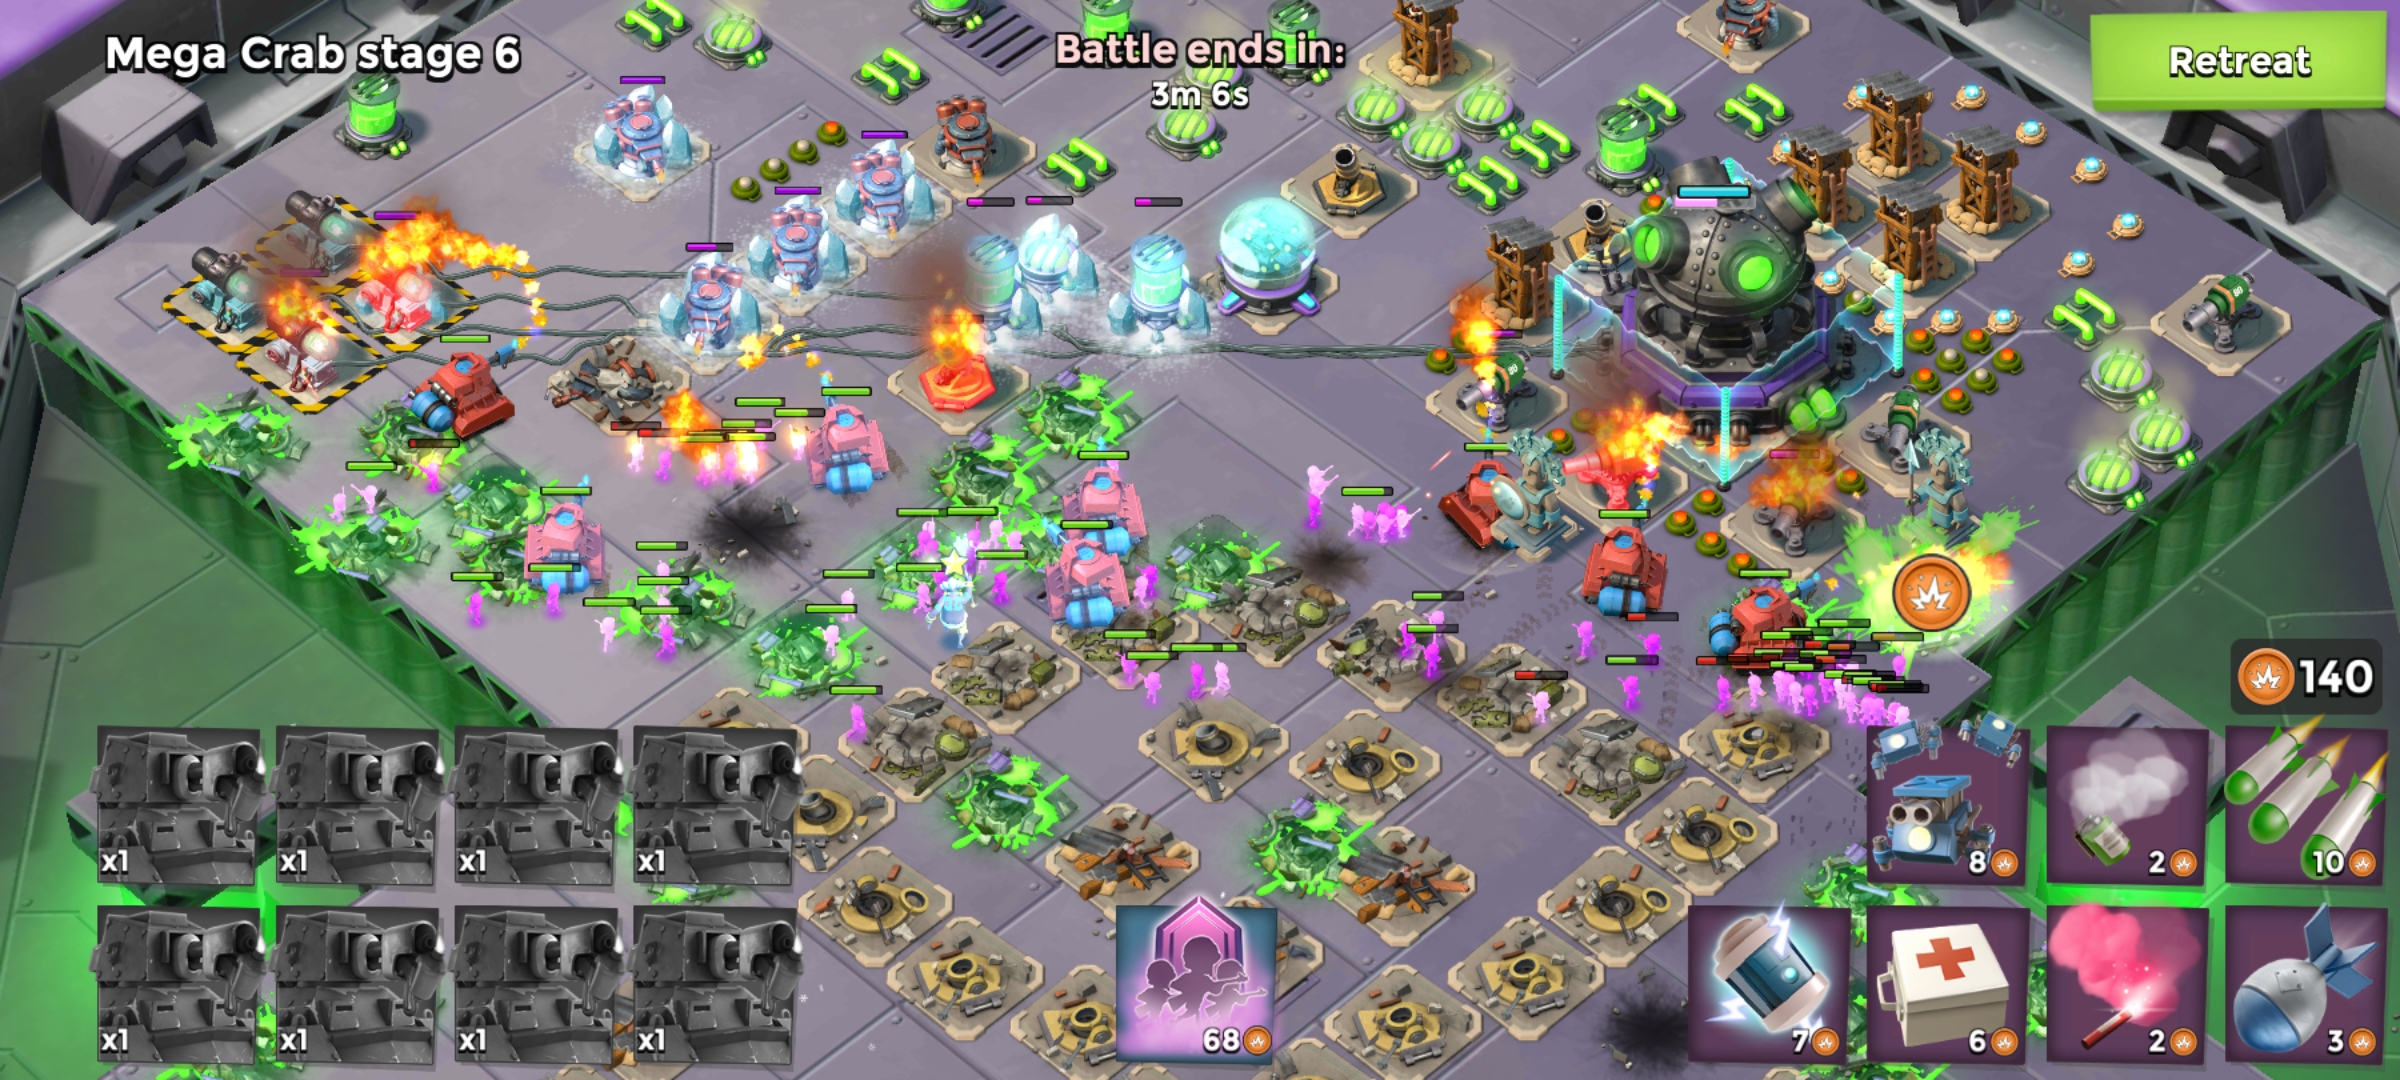 Mega Crab stage 6
Battle ends in:
3m 6s
Retreat
140
x1
x1
x1
x1
8
2
10
x1
x1
x1
x1
68
7
6
2
3